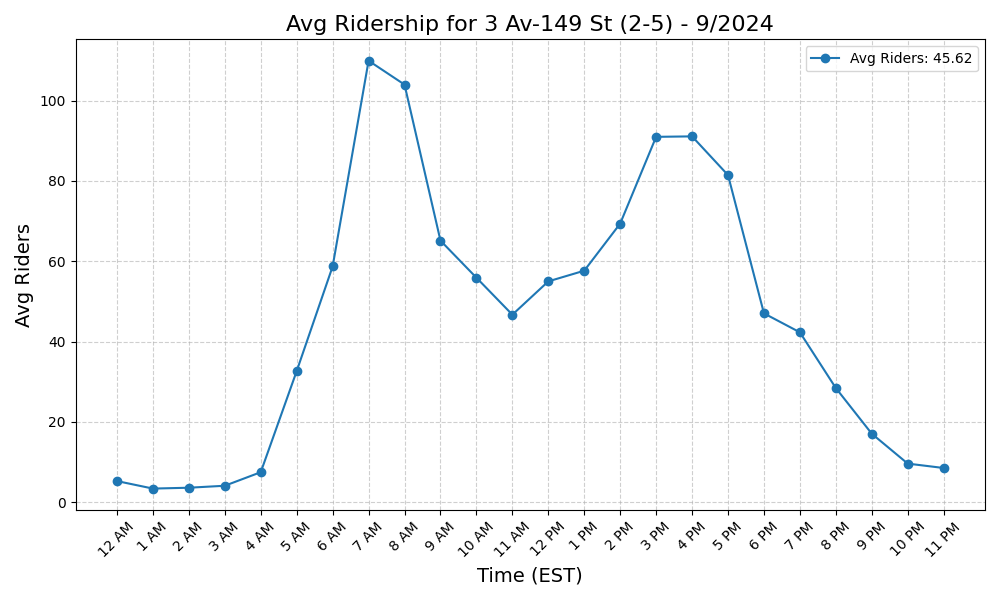 Avg Ridership for 3 Av-149 St (2-5) - 9/2024
Avg Riders: 45.62
Avg Riders
100
80
60
40
20
0
12 AM
1 AM
2 AM
3 AM
4 AM
5 AM
6 AM
7 AM
8 AM
9 AM
10 AM
11 AM
12 PM
1 PM
2 PM
3 PM
4 PM
5 PM
6 PM
7 PM
8 PM
9 PM
10 PM
11 PM
Time (EST)